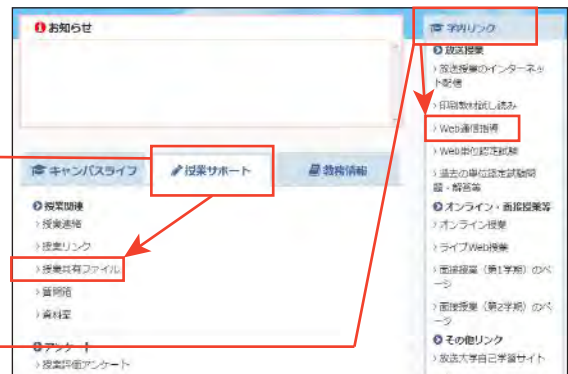 お知らせ
キャンパスライフ
授業サポート
教務情報
授業関連
›授業連絡
›授業リンク
›授業共有ファイル
›質問箱
›資料室
アンケート
›授業評価アンケート
学内リンク
放送授業
›放送授業のインターネッ
ト配信
›印刷教材試し読み
›Web通信指導
›Web単位認定試験
›過去の単位認定試験問
題・解答等
オンライン・面接授業等
›オンライン授業
›ライブWeb授業
›面接授業（第1学期）のペ
ージ
›面接授業（第2学期）のペ
ージ
その他リンク
›放送大学自己学習サイト